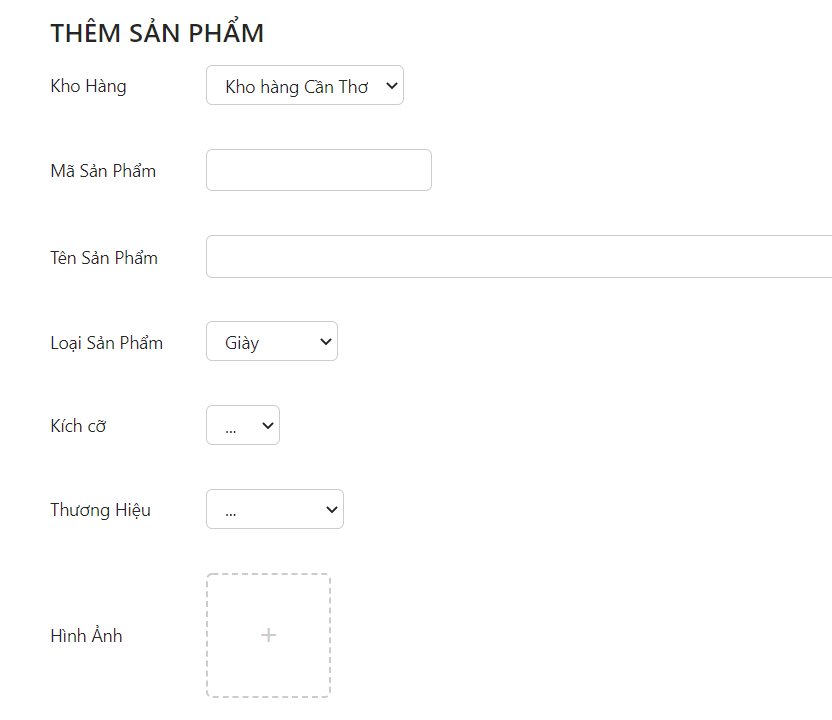 THÊM SẢN PHẨM
Kho Hàng Kho hàng Cần Thơ
Mã Sản Phẩm
Tên Sản Phẩm
Loại Sản Phẩm Giày
Kích cỡ ...
Thương Hiệu ...
Hình Ảnh +